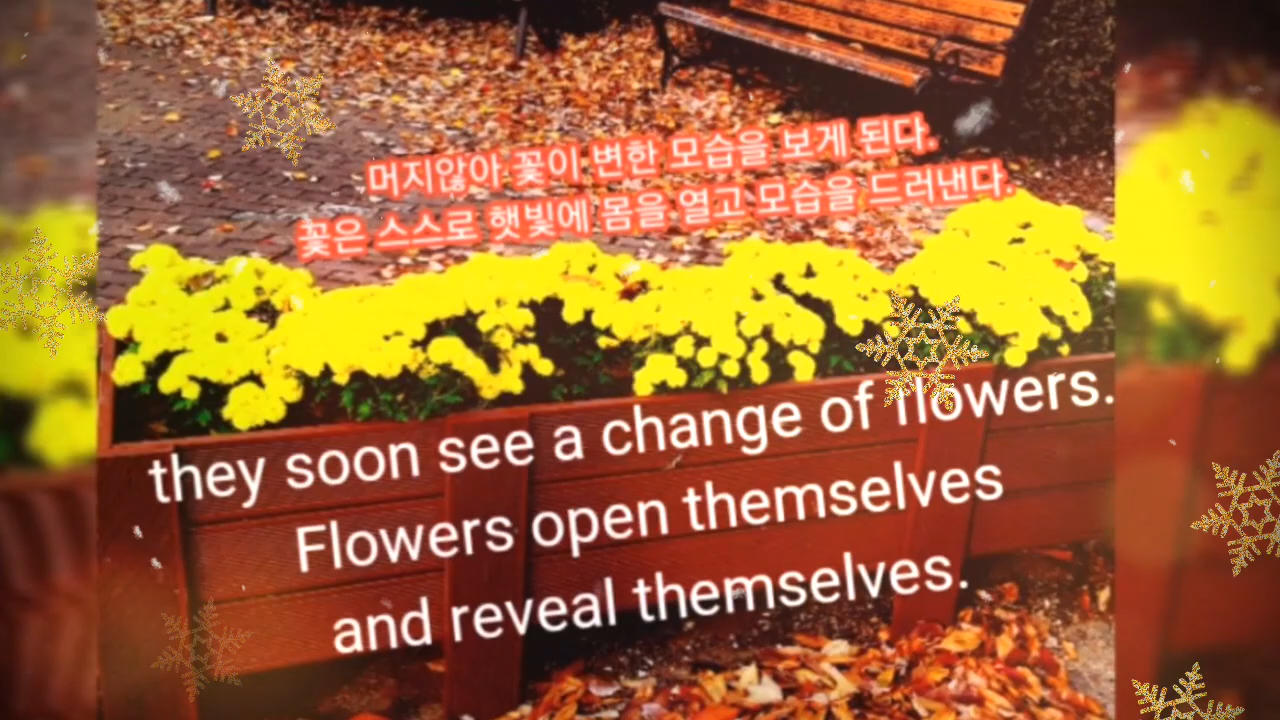 머지않아 꽃이 변한 모습을 보게 된다.
꽃은 스스로 햇빛에 몸을 열고 모습을 드러낸다.
they soon see a change of flowers.
Flowers open themselves
and reveal themselves.